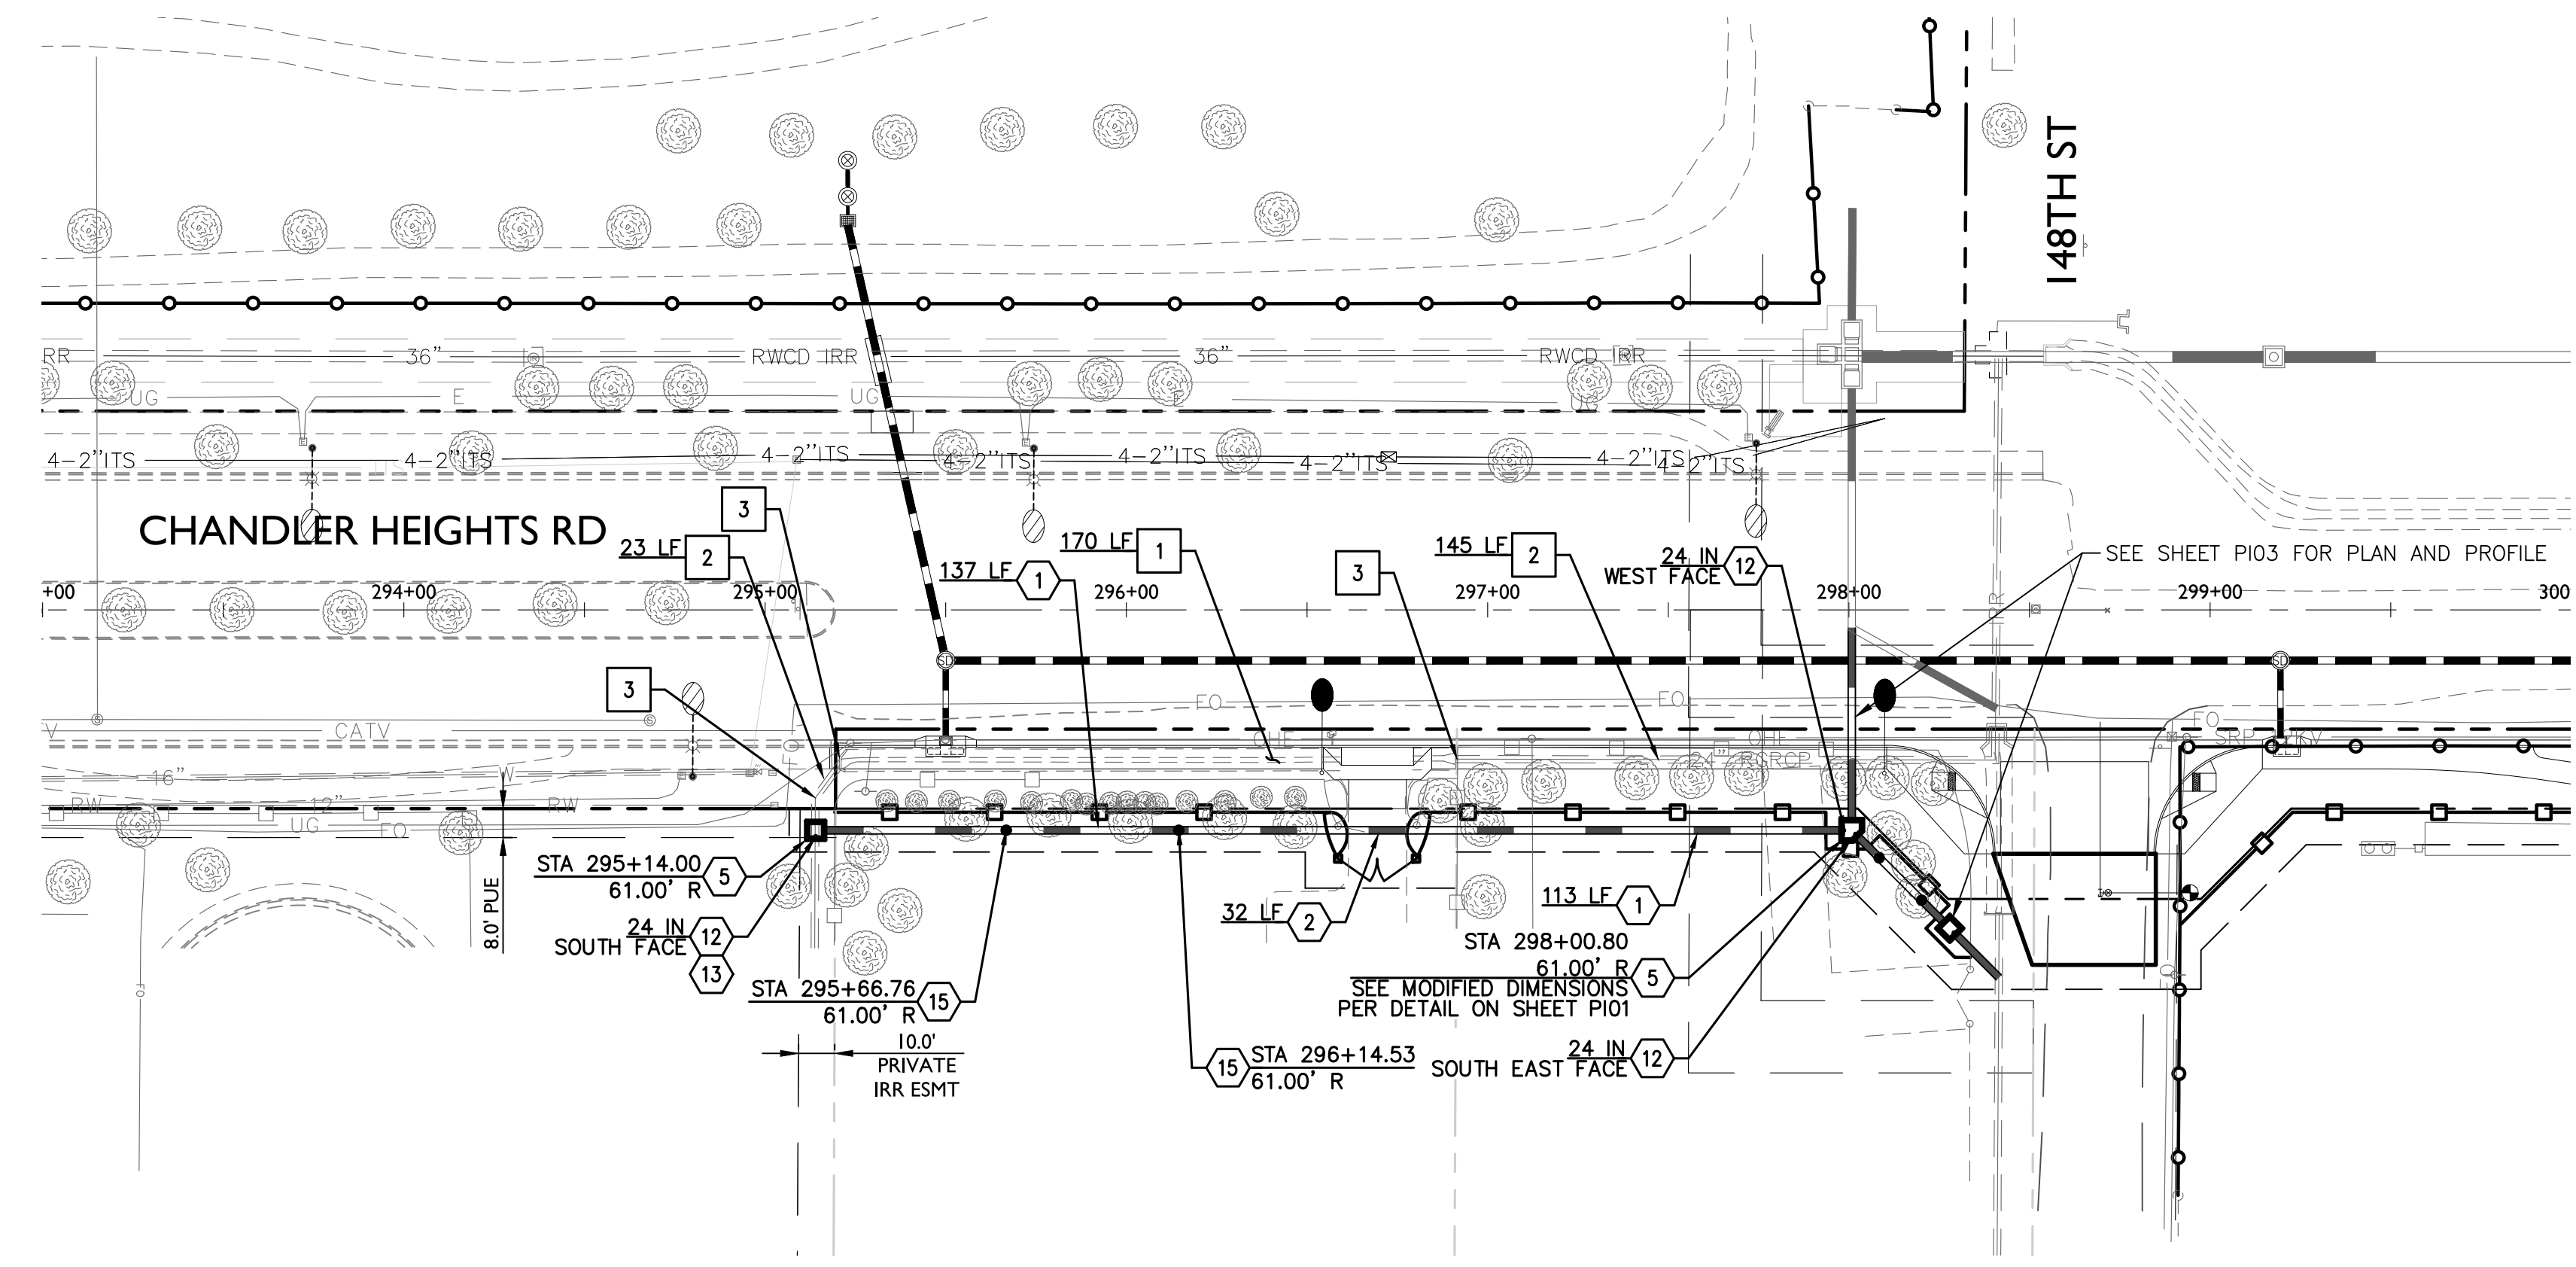 148TH ST
RR
36"
RWCD IRR
36"
RWCD IRR
UG
E
UG
E
UG
4-2"ITS
4-2"ITS
4-2"ITS
4-2"ITS
4-2"ITS
4-2"ITS
4-2"ITS
4-2"ITS
CHANDLER HEIGHTS RD
3
23 LF
2
170 LF
1
137 LF
1
3
145 LF
2
24 IN
WEST FACE
12
SEE SHEET PI03 FOR PLAN AND PROFILE
+00
294+00
295+00
296+00
297+00
298+00
299+00
300
SD
SD
3
FO
FO
FO
V
CATV
OHE
OHE
SRP 12KV
24" RGRCP
16"
W
RW
12"
RW
UG
FO
8.0' PUE
STA 295+14.00
61.00' R
5
24 IN
SOUTH FACE
12
13
STA 295+66.76
61.00' R
15
10.0'
PRIVATE
IRR ESMT
15
STA 296+14.53
61.00' R
32 LF
2
113 LF
1
STA 298+00.80
61.00' R
5
SEE MODIFIED DIMENSIONS
PER DETAIL ON SHEET PI01
24 IN
SOUTH EAST FACE
12